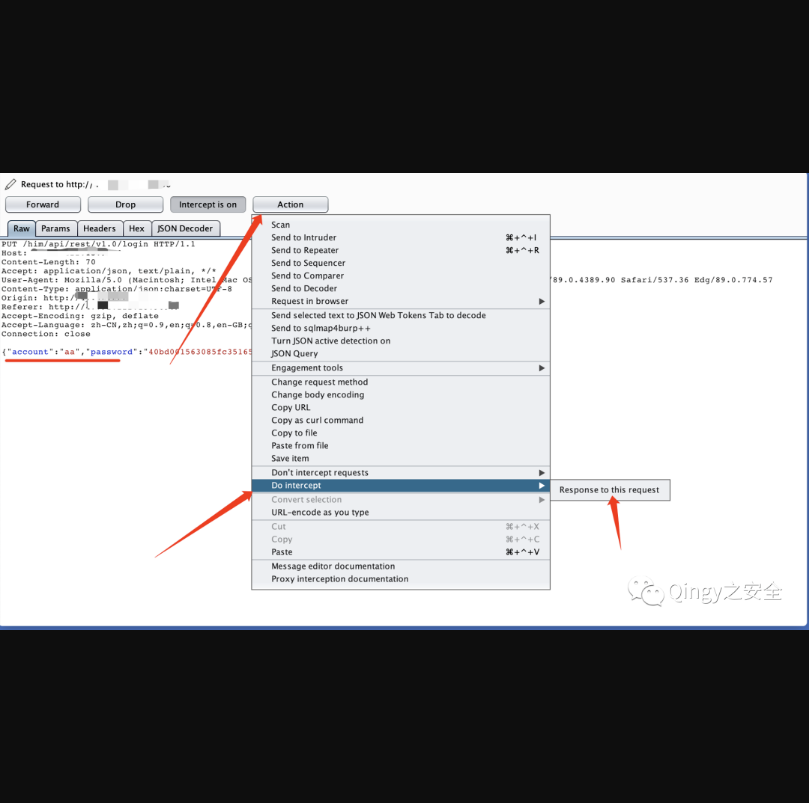 Request to http://
Forward Drop Intercept is on Action
Raw Params Headers Hex JSON Decoder
PUT /him/api/rest/v1.0/login HTTP/1.1
Host:
Content-Length: 70
Accept: application/json, text/plain, */*
User-Agent: Mozilla/5.0 (Macintosh; Intel Mac OS /89.0.4389.90 Safari/537.36 Edg/89.0.774.57
Content-Type: application/json;charset=UTF-8
Origin: http:/
Referer: http://
Accept-Encoding: gzip, deflate
Accept-Language: zh-CN,zh;q=0.9,en;q=0.8,en-GB;
Connection: close
{"account":"aa","password":"40bd001563085fc35165
Scan
Send to Intruder ⌘+^+I
Send to Repeater ⌘+^+R
Send to Sequencer
Send to Comparer
Send to Decoder
Request in browser
Send selected text to JSON Web Tokens Tab to decode
Send to sqlmap4burp++
Turn JSON active detection on
JSON Query
Engagement tools
Change request method
Change body encoding
Copy URL
Copy as curl command
Copy to file
Paste from file
Save item
Don't intercept requests
Do intercept
Response to this request
Convert selection
URL-encode as you type
Cut ⌘+^+X
Copy ⌘+^+C
Paste ⌘+^+V
Message editor documentation
Proxy interception documentation
Qingy之安全